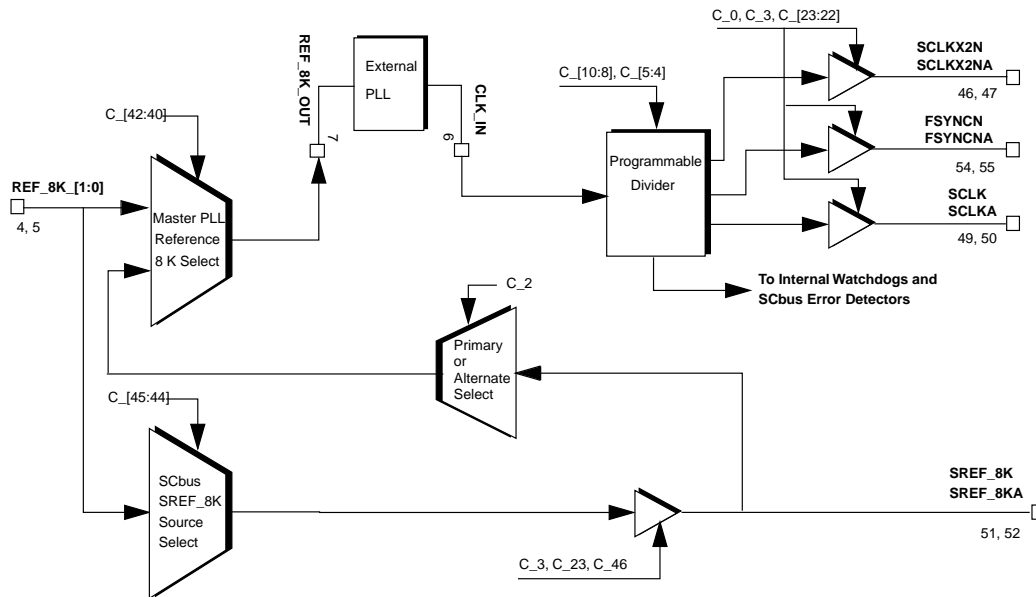 C_0, C_3, C_[23:22]
SCLKX2N
SCLKX2NA
46, 47
REF_8K_OUT
7
External
PLL
CLK_IN
6
C_[10:8], C_[5:4]
C_[42:40]
FSYNCN
FSYNCNA
54, 55
Programmable
Divider
REF_8K_[1:0]
4, 5
Master PLL
Reference
8 K Select
SCLK
SCLKA
49, 50
To Internal Watchdogs and
SCbus Error Detectors
C_2
Primary
or
Alternate
Select
C_[45:44]
SCbus
SREF_8K
Source
Select
SREF_8K
SREF_8KA
51, 52
C_3, C_23, C_46